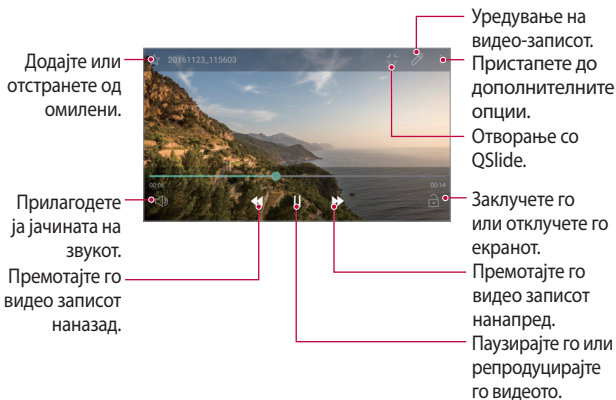 Додајте или
отстранете од
омилени.
Прилагодете
ја јачината на
звукот.
Премотајте го
видео записот
наназад.
20161123_115603
00:06
00:14
Уредување на
видео-записот.
Пристапете до
дополнителните
опции.
Отворање со
QSlide.
Заклучете го
или отклучете го
екранот.
Премотајте го
видео записот
нанапред.
Паузирајте го или
репродуцирајте
го видеото.